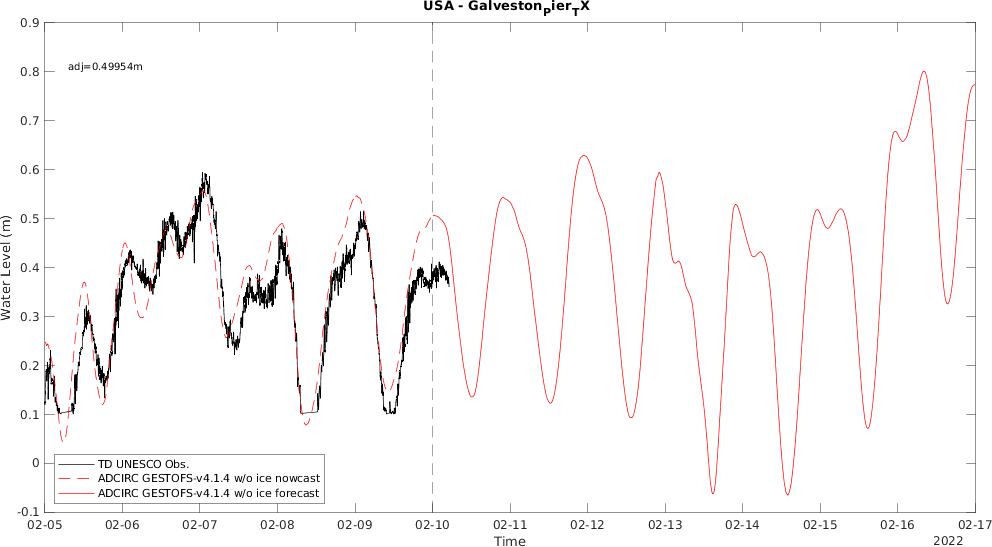 USA - Galveston_Pier_TX
0.9
0.8
0.7
0.6
0.5
0.4
0.3
0.2
0.1
0
-0.1
Water Level (m)
adj=0.49954m
TD UNESCO Obs.
ADCIRC GESTOFS-v4.1.4 w/o ice nowcast
ADCIRC GESTOFS-v4.1.4 w/o ice forecast
02-05 02-06 02-07 02-08 02-09 02-10 02-11 02-12 02-13 02-14 02-15 02-16 02-17
Time
2022